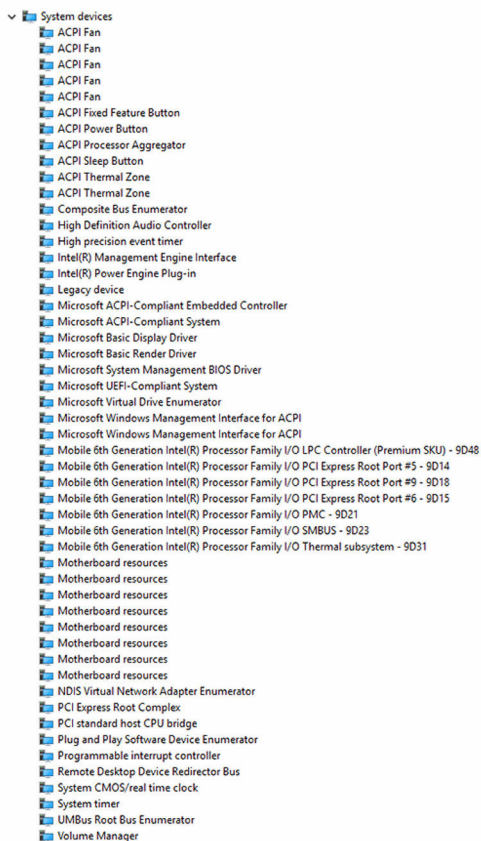 System devices
ACPI Fan
ACPI Fan
ACPI Fan
ACPI Fan
ACPI Fan
ACPI Fixed Feature Button
ACPI Power Button
ACPI Processor Aggregator
ACPI Sleep Button
ACPI Thermal Zone
ACPI Thermal Zone
Composite Bus Enumerator
High Definition Audio Controller
High precision event timer
Intel(R) Management Engine Interface
Intel(R) Power Engine Plug-in
Legacy device
Microsoft ACPI-Compliant Embedded Controller
Microsoft ACPI-Compliant System
Microsoft Basic Display Driver
Microsoft Basic Render Driver
Microsoft System Management BIOS Driver
Microsoft UEFI-Compliant System
Microsoft Virtual Drive Enumerator
Microsoft Windows Management Interface for ACPI
Microsoft Windows Management Interface for ACPI
Mobile 6th Generation Intel(R) Processor Family I/O LPC Controller (Premium SKU) - 9D48
Mobile 6th Generation Intel(R) Processor Family I/O PCI Express Root Port #5 - 9D14
Mobile 6th Generation Intel(R) Processor Family I/O PCI Express Root Port #9 - 9D18
Mobile 6th Generation Intel(R) Processor Family I/O PCI Express Root Port #6 - 9D15
Mobile 6th Generation Intel(R) Processor Family I/O PMC - 9D21
Mobile 6th Generation Intel(R) Processor Family I/O SMBUS - 9D23
Mobile 6th Generation Intel(R) Processor Family I/O Thermal subsystem - 9D31
Motherboard resources
Motherboard resources
Motherboard resources
Motherboard resources
Motherboard resources
Motherboard resources
Motherboard resources
Motherboard resources
NDIS Virtual Network Adapter Enumerator
PCI Express Root Complex
PCI standard host CPU bridge
Plug and Play Software Device Enumerator
Programmable interrupt controller
Remote Desktop Device Redirector Bus
System CMOS/real time clock
System timer
UMBus Root Bus Enumerator
Volume Manager